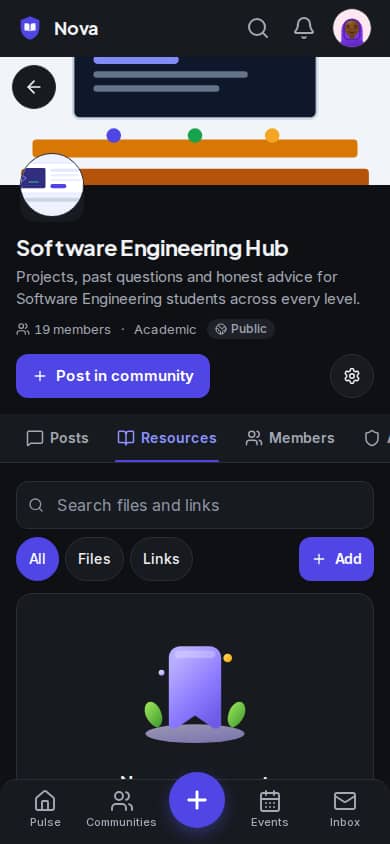 Nova
Software Engineering Hub
Projects, past questions and honest advice for
Software Engineering students across every level.
19 members · Academic Public
+ Post in community
Posts Resources Members
Search files and links
All Files Links + Add
Pulse Communities Events Inbox